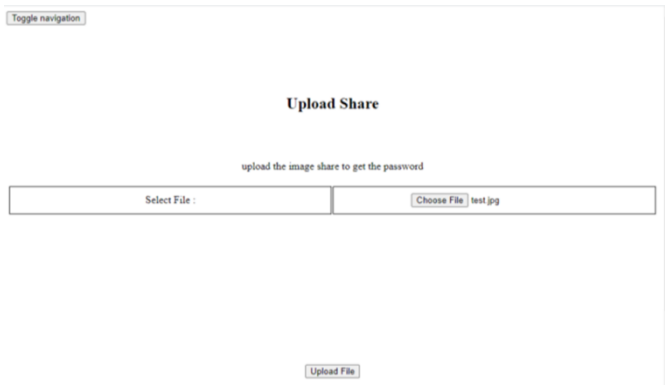 Toggle navigation
Upload Share
upload the image share to get the password
Select File :
Choose File test.jpg
Upload File